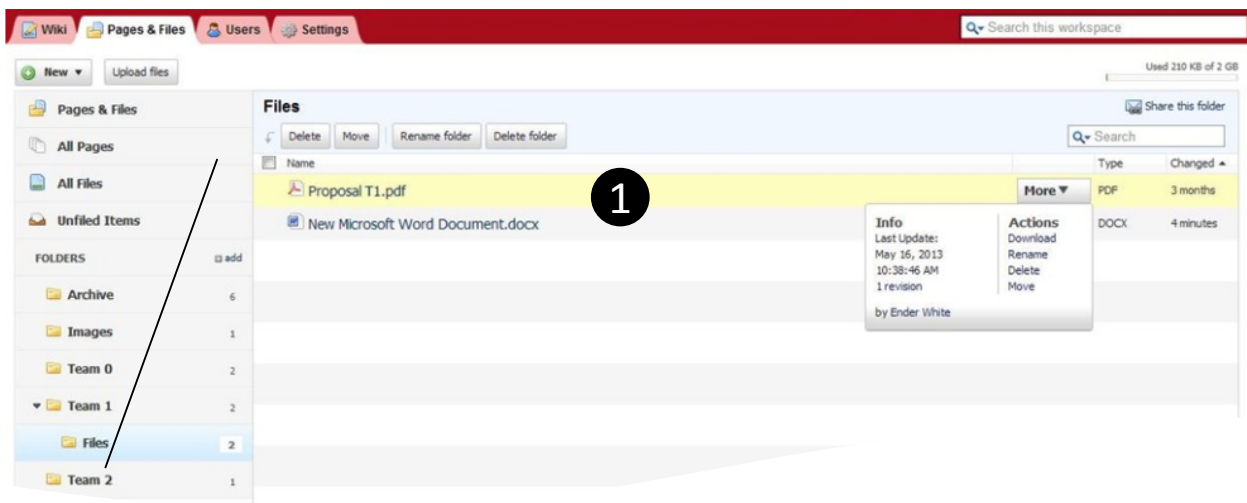 Wiki Pages & Files Users Settings Search this workspace
New ▼ Upload files Used 210 KB of 2 GB
Pages & Files
All Pages
All Files
Unfiled Items
FOLDERS add
Archive 6
Images 1
Team 0 2
Team 1 2
Files 2
Team 2 1
Files Share this folder
Delete Move Rename folder Delete folder Search
Name Type Changed ▲
Proposal T1.pdf More ▼ PDF 3 months
New Microsoft Word Document.docx DOCX 4 minutes
1
Info
Last Update:
May 16, 2013
10:38:46 AM
1 revision
by Ender White
Actions
Download
Rename
Delete
Move